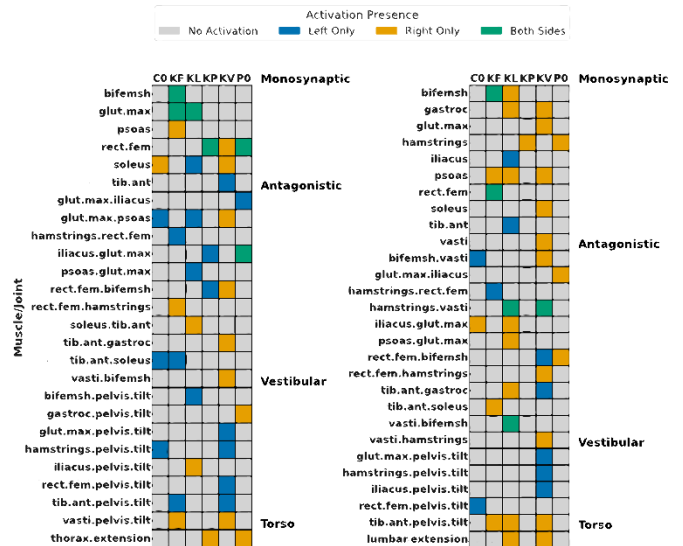 Activation Presence
No Activation
Left Only
Right Only
Both Sides
C0 KF KL KP KV P0
Monosynaptic
bifemsh
glut.max
psoas
rect.fem
soleus
tib.ant
Antagonistic
glut.max.iliacus
glut.max.psoas
hamstrings.rect.fem
iliacus.glut.max
psoas.glut.max
rect.fem.bifemsh
rect.fem.hamstrings
soleus.tib.ant
tib.ant.gastroc
tib.ant.soleus
vasti.bifemsh
Vestibular
bifemsh.pelvis.tilt
gastroc.pelvis.tilt
glut.max.pelvis.tilt
hamstrings.pelvis.tilt
iliacus.pelvis.tilt
rect.fem.pelvis.tilt
tib.ant.pelvis.tilt
vasti.pelvis.tilt
Torso
thorax.extension
Muscle/Joint
C0 KF KL KP KV P0
Monosynaptic
bifemsh
gastroc
glut.max
hamstrings
iliacus
psoas
rect.fem
soleus
tib.ant
vasti
Antagonistic
bifemsh.vasti
glut.max.iliacus
hamstrings.rect.fem
hamstrings.vasti
iliacus.glut.max
psoas.glut.max
rect.fem.bifemsh
rect.fem.hamstrings
tib.ant.gastroc
tib.ant.soleus
vasti.bifemsh
vasti.hamstrings
Vestibular
glut.max.pelvis.tilt
hamstrings.pelvis.tilt
iliacus.pelvis.tilt
rect.fem.pelvis.tilt
tib.ant.pelvis.tilt
Torso
lumbar.extension